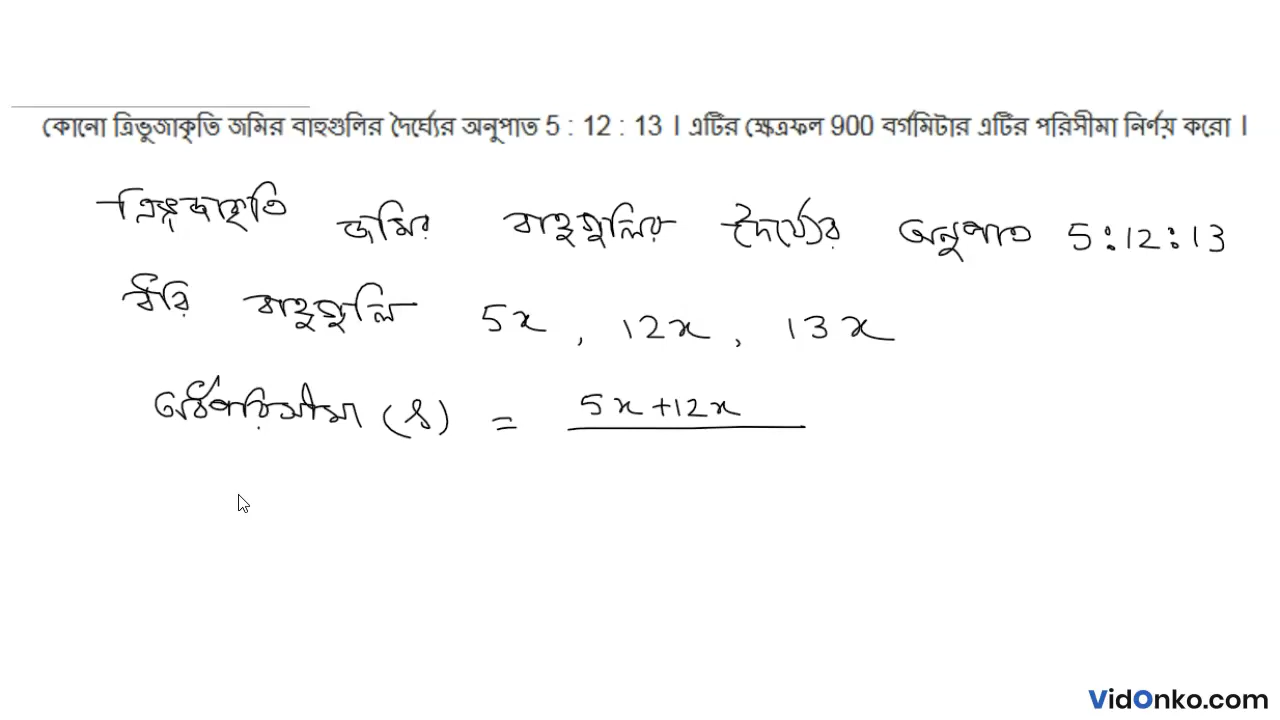 কোনো ত্রিভুজাকৃতি জমির বাহুগুলির দৈর্ঘ্যের অনুপাত 5 : 12 : 13 । এটির ক্ষেত্রফল 900 বর্গমিটার এটির পরিসীমা নির্ণয় করো ।
ত্রিভুজাকৃতি জমির বাহুগুলির দৈর্ঘ্যের অনুপাত 5:12:13
ধরি বাহুগুলি 5x , 12x , 13x
অর্ধপরিসীমা (s) = 5x+12x
VidOnko.com